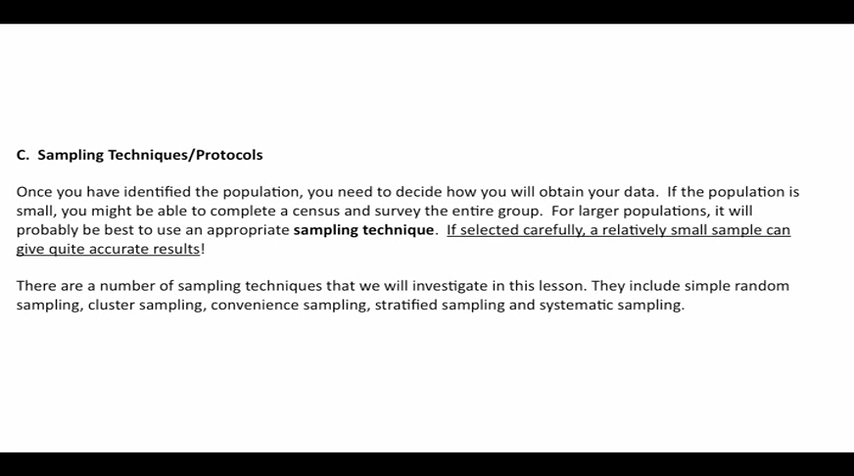 C. Sampling Techniques/Protocols
Once you have identified the population, you need to decide how you will obtain your data. If the population is
small, you might be able to complete a census and survey the entire group. For larger populations, it will
probably be best to use an appropriate sampling technique. If selected carefully, a relatively small sample can
give quite accurate results!
There are a number of sampling techniques that we will investigate in this lesson. They include simple random
sampling, cluster sampling, convenience sampling, stratified sampling and systematic sampling.